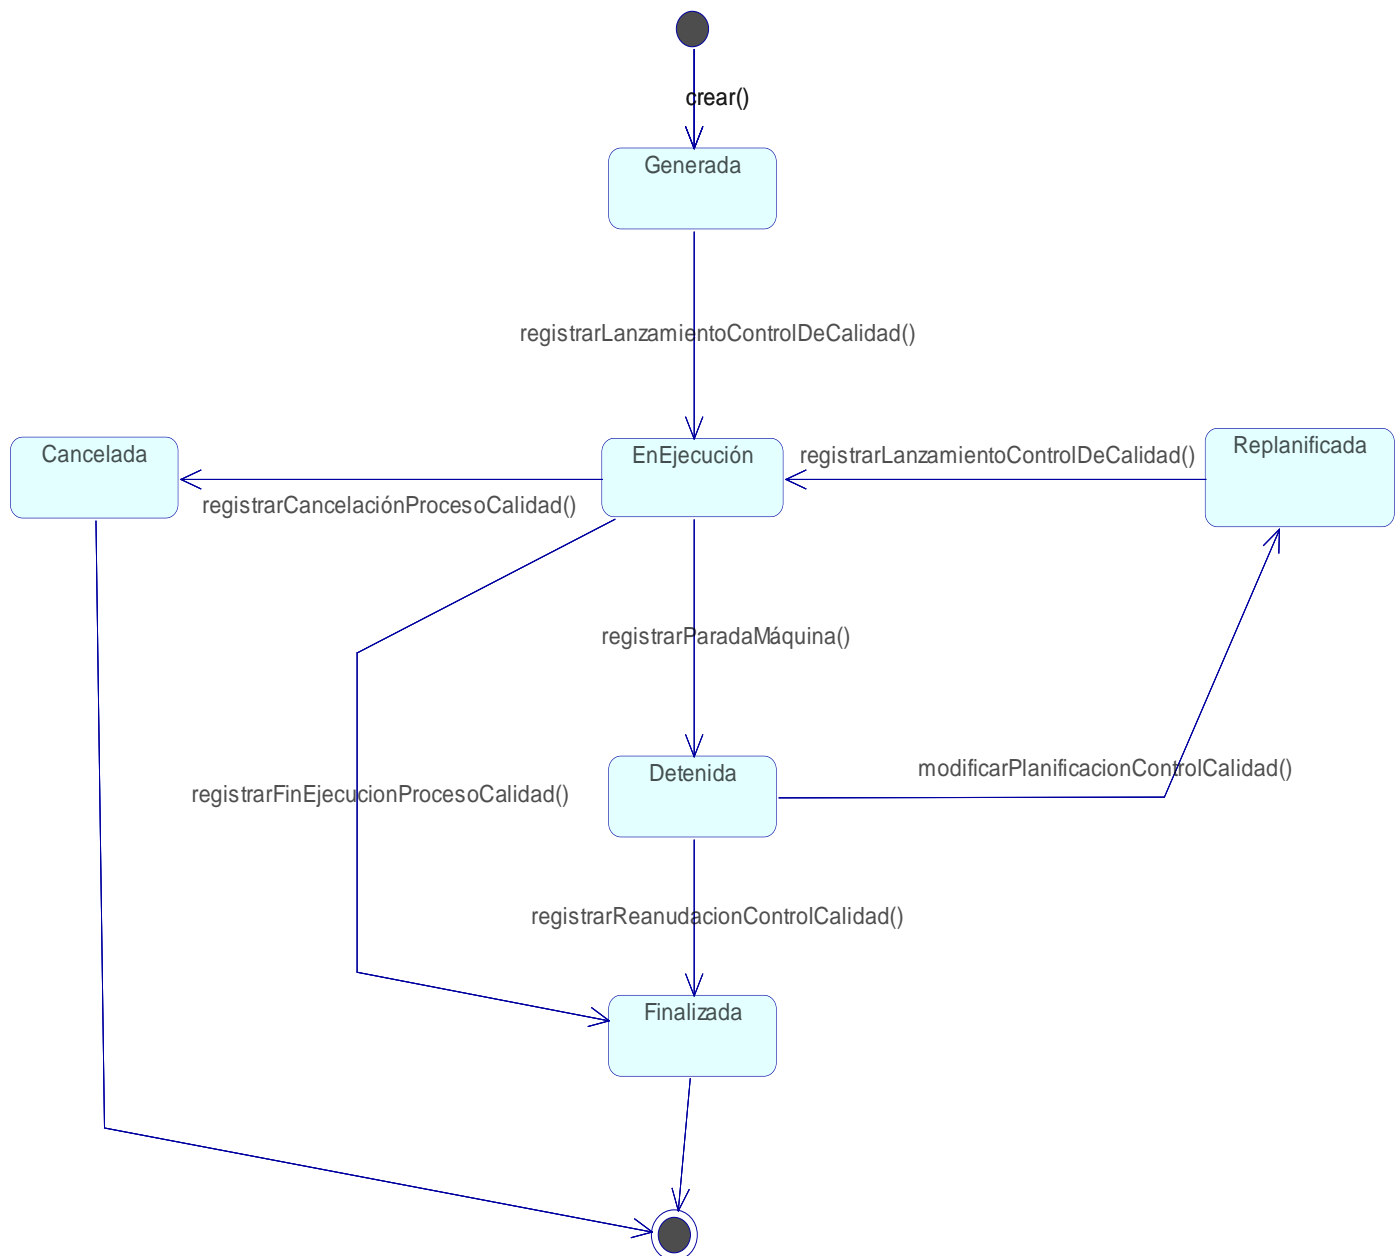 crear()
Generada
registrarLanzamientoControlDeCalidad()
Cancelada
EnEjecución
registrarLanzamientoControlDeCalidad()
Replanificada
registrarCancelaciónProcesoCalidad()
registrarParadaMáquina()
Detenida
modificarPlanificacionControlCalidad()
registrarFinEjecucionProcesoCalidad()
registrarReanudacionControlCalidad()
Finalizada